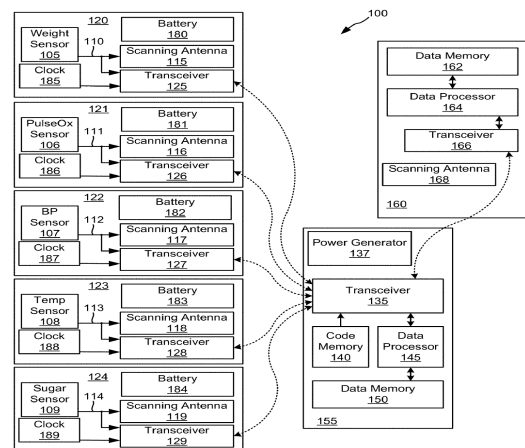 100
120
Weight
Sensor
105
110
Battery
180
Scanning Antenna
115
Clock
185
Transceiver
125
121
PulseOx
Sensor
106
111
Battery
181
Scanning Antenna
116
Clock
186
Transceiver
126
122
BP
Sensor
107
112
Battery
182
Scanning Antenna
117
Clock
187
Transceiver
127
123
Temp
Sensor
108
113
Battery
183
Scanning Antenna
118
Clock
188
Transceiver
128
124
Sugar
Sensor
109
114
Battery
184
Scanning Antenna
119
Clock
189
Transceiver
129
Data Memory
162
Data Processor
164
Transceiver
166
Scanning Antenna
168
160
Power Generator
137
Transceiver
135
Code
Memory
140
Data
Processor
145
Data Memory
150
155